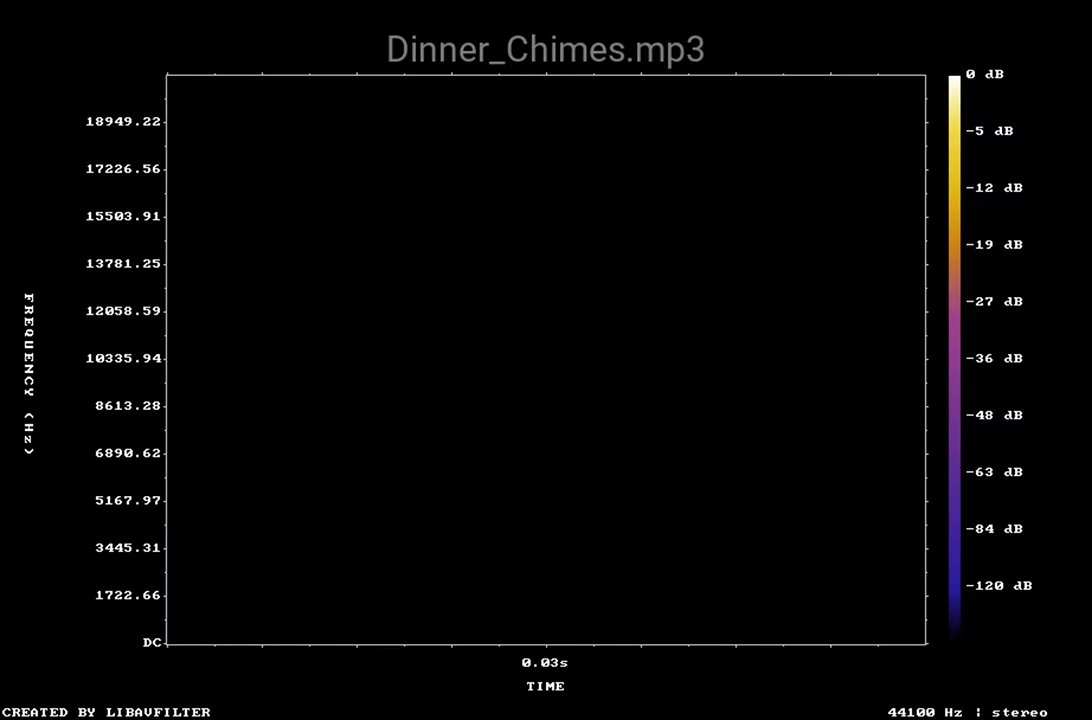 Dinner_Chimes.mp3
0 dB
-5 dB
-12 dB
-19 dB
-27 dB
-36 dB
-48 dB
-63 dB
-84 dB
-120 dB
18949.22
17226.56
15503.91
13781.25
12058.59
10335.94
8613.28
6890.62
5167.97
3445.31
1722.66
DC
FREQUENCY (Hz)
0.03s
TIME
CREATED BY LIBAVFILTER
44100 Hz | stereo